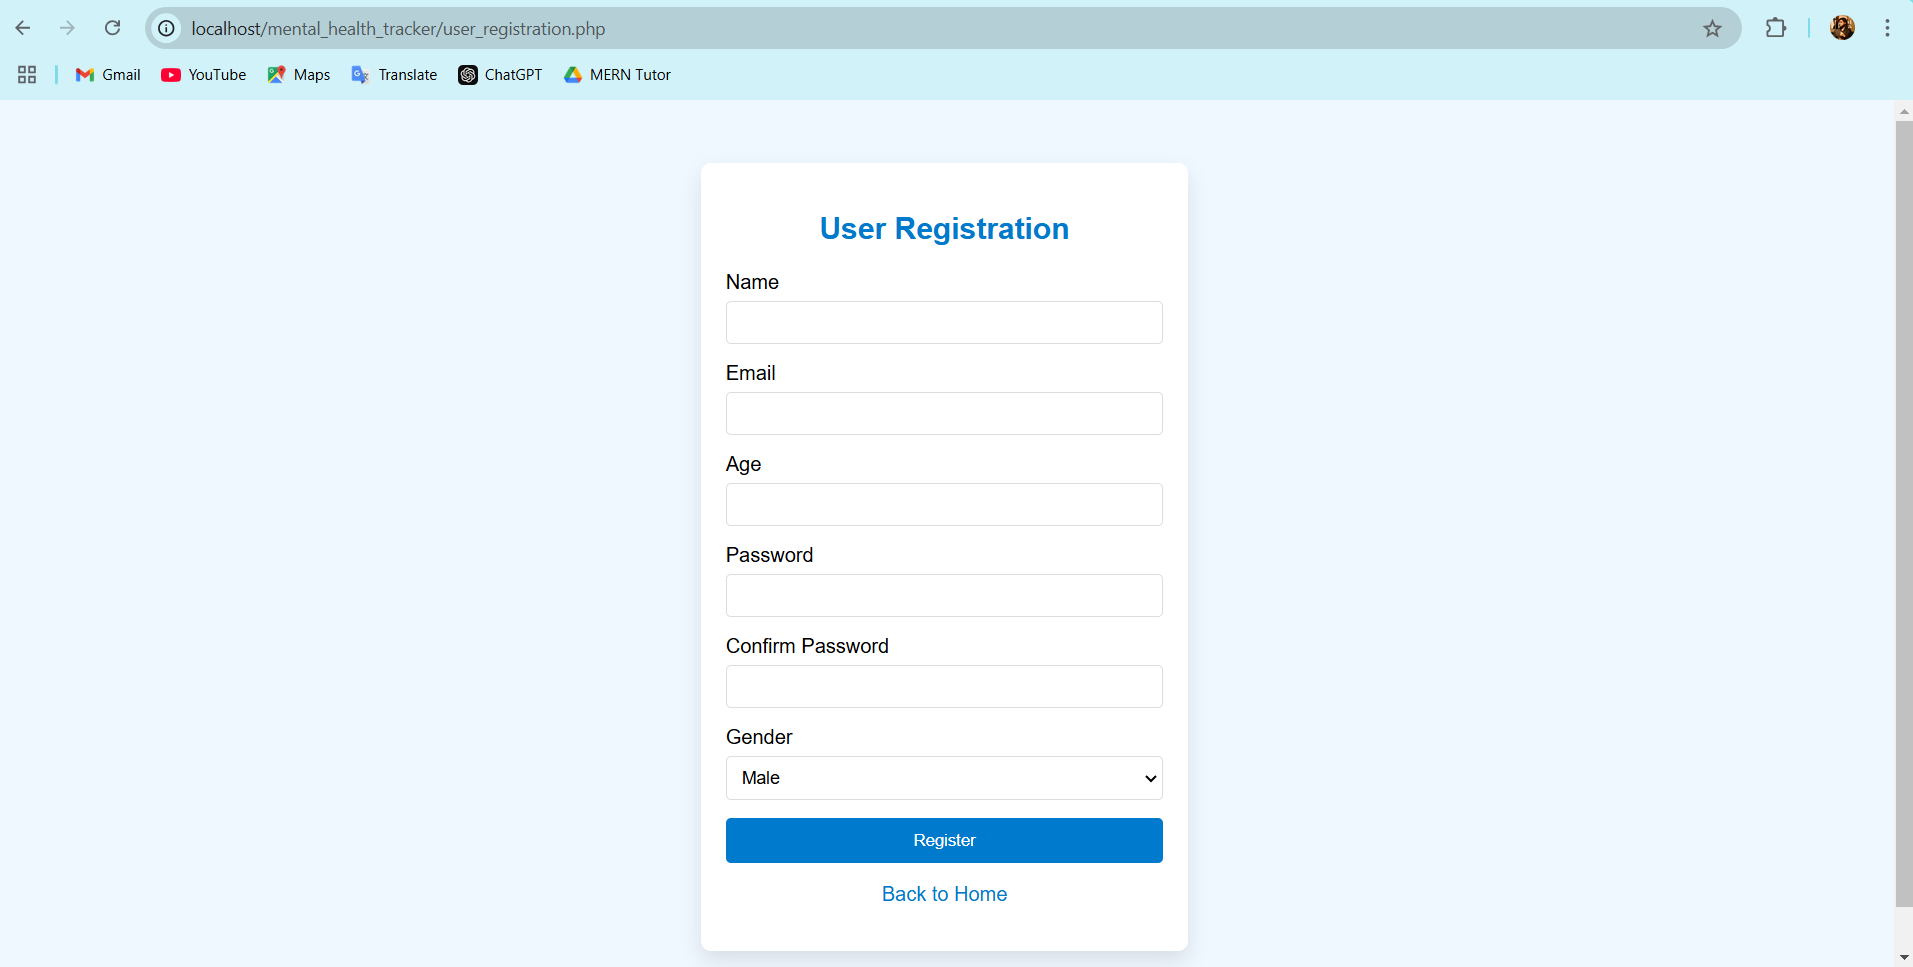 localhost/mental_health_tracker/user_registration.php
Gmail YouTube Maps Translate ChatGPT MERN Tutor
User Registration
Name
Email
Age
Password
Confirm Password
Gender
Male
Register
Back to Home